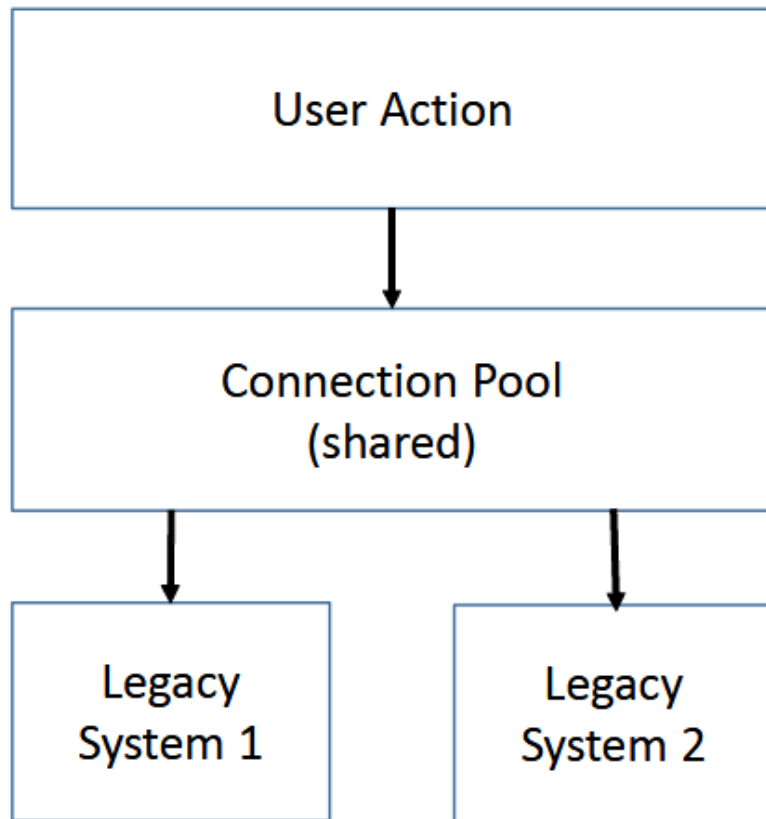 User Action
Connection Pool
(shared)
Legacy
System 1
Legacy
System 2